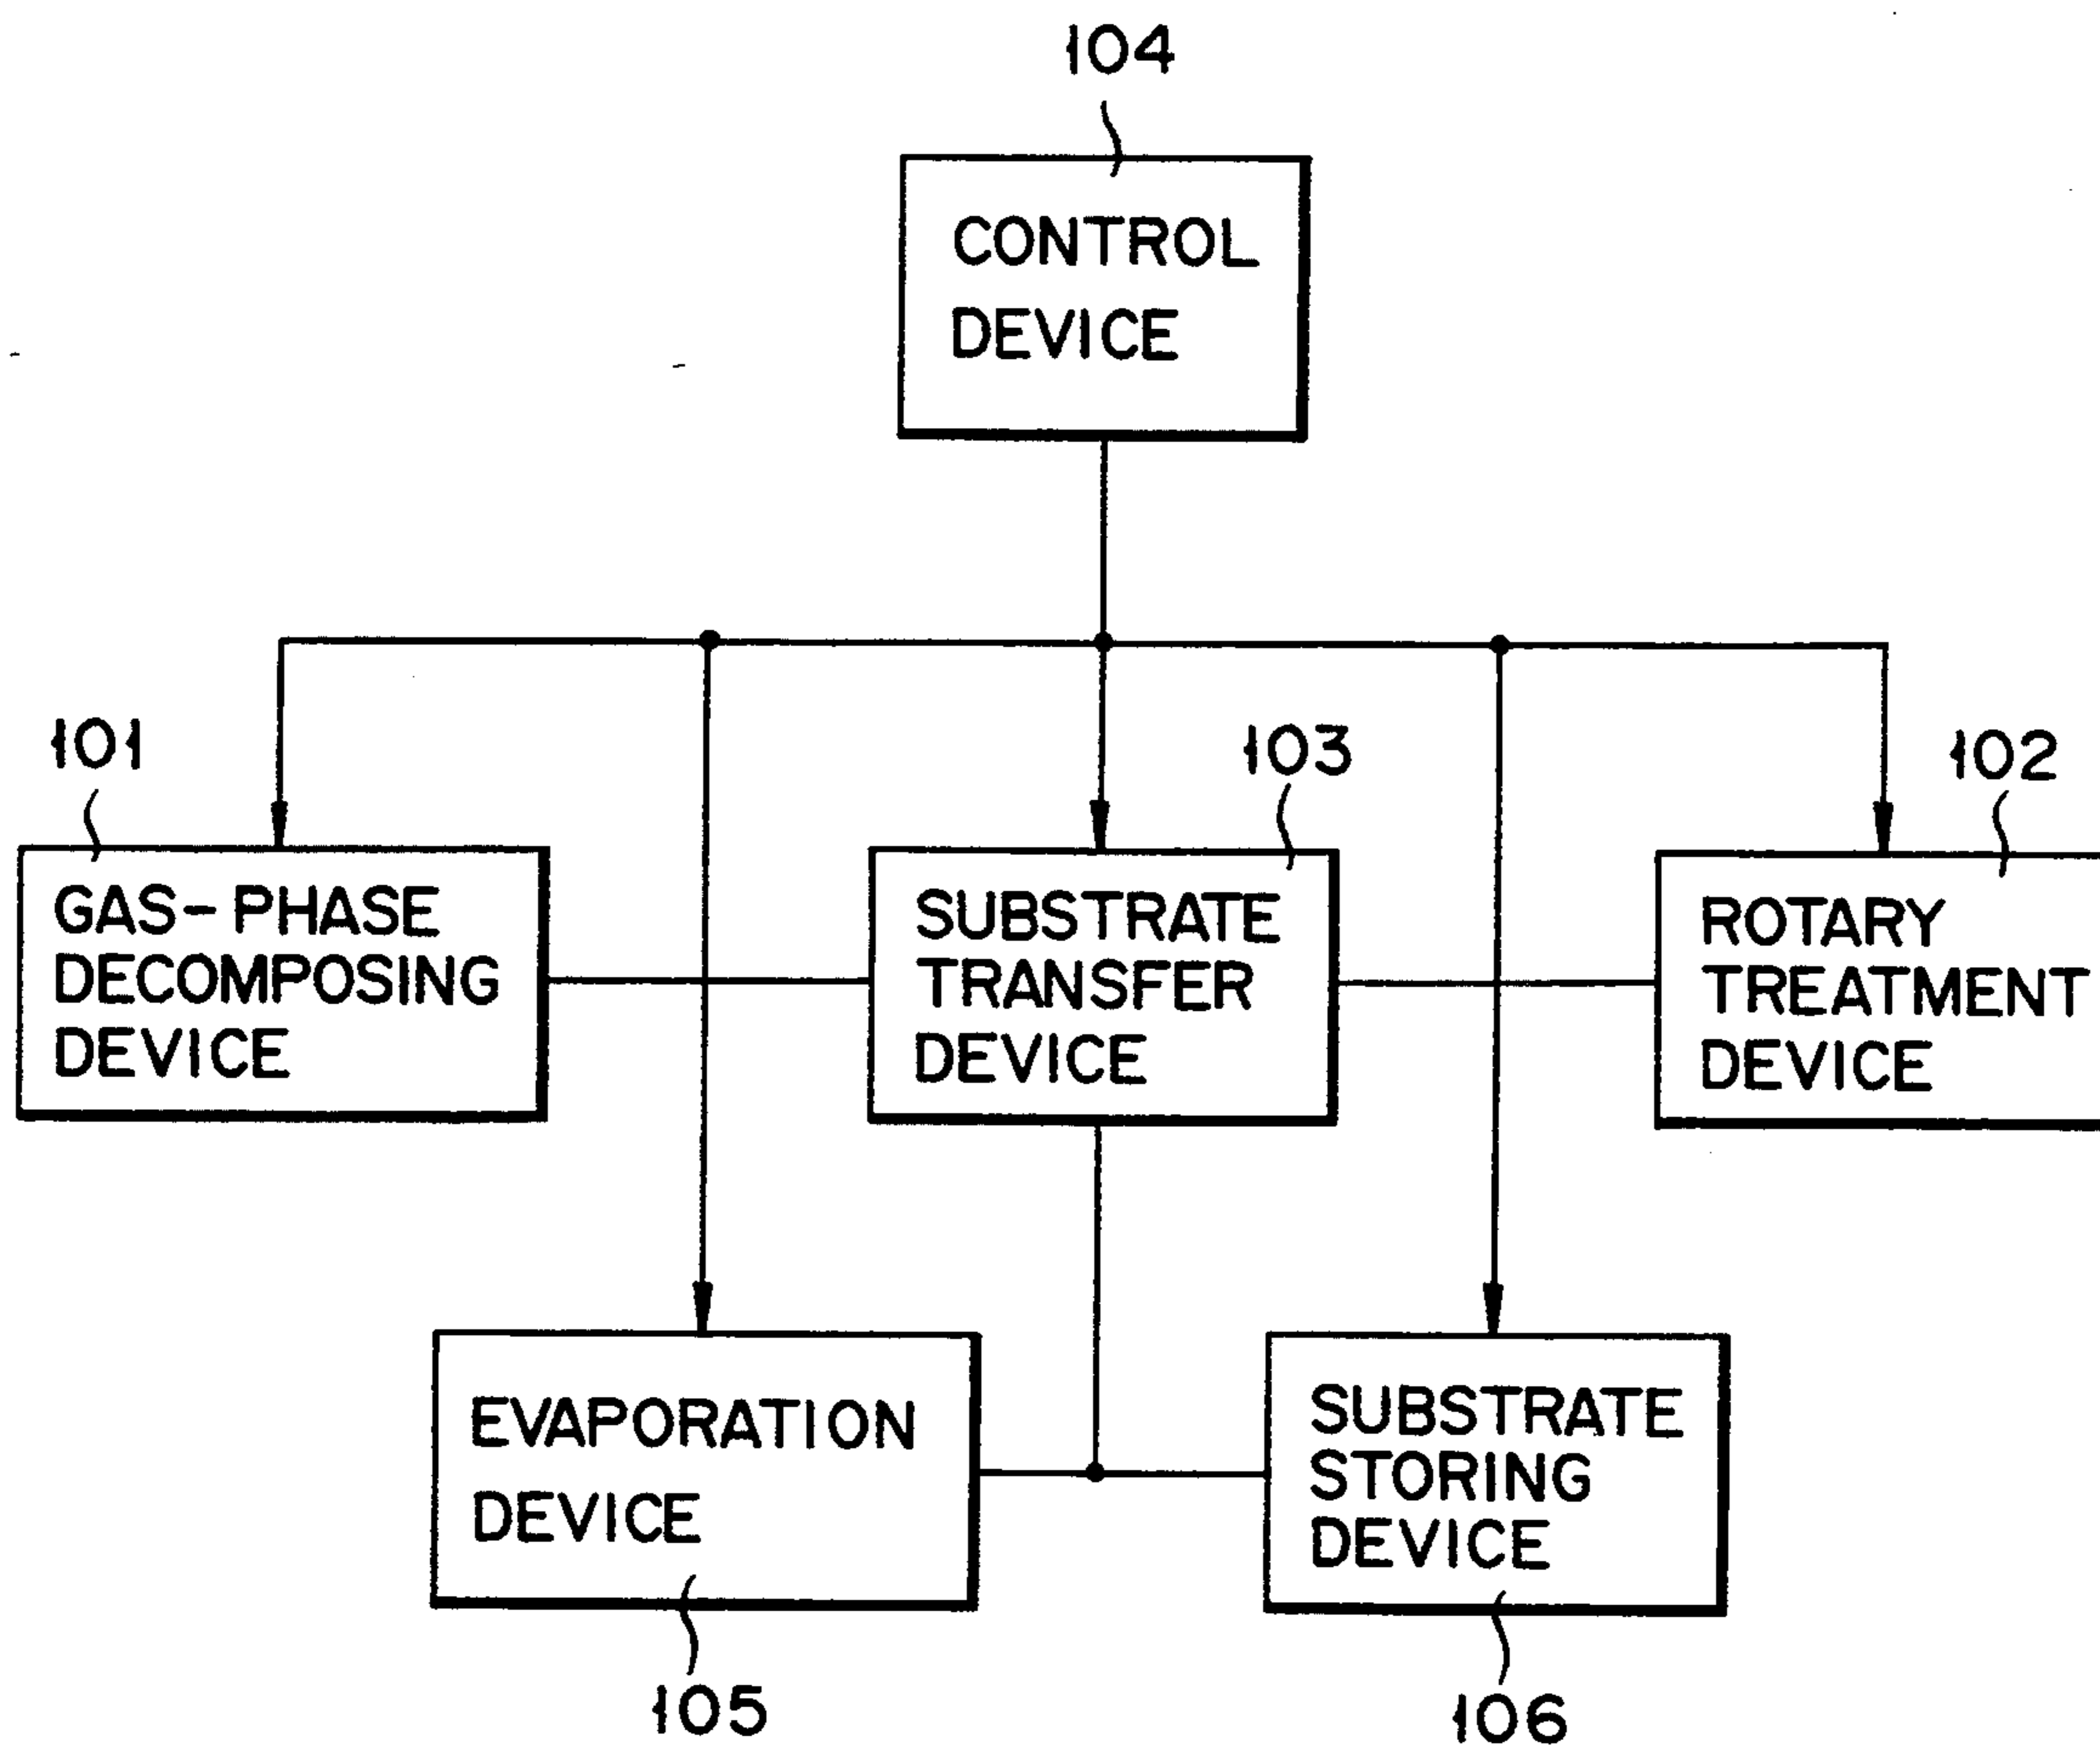 104
CONTROL
DEVICE
101
103
102
GAS-PHASE
DECOMPOSING
DEVICE
SUBSTRATE
TRANSFER
DEVICE
ROTARY
TREATMENT
DEVICE
EVAPORATION
DEVICE
SUBSTRATE
STORING
DEVICE
105
106